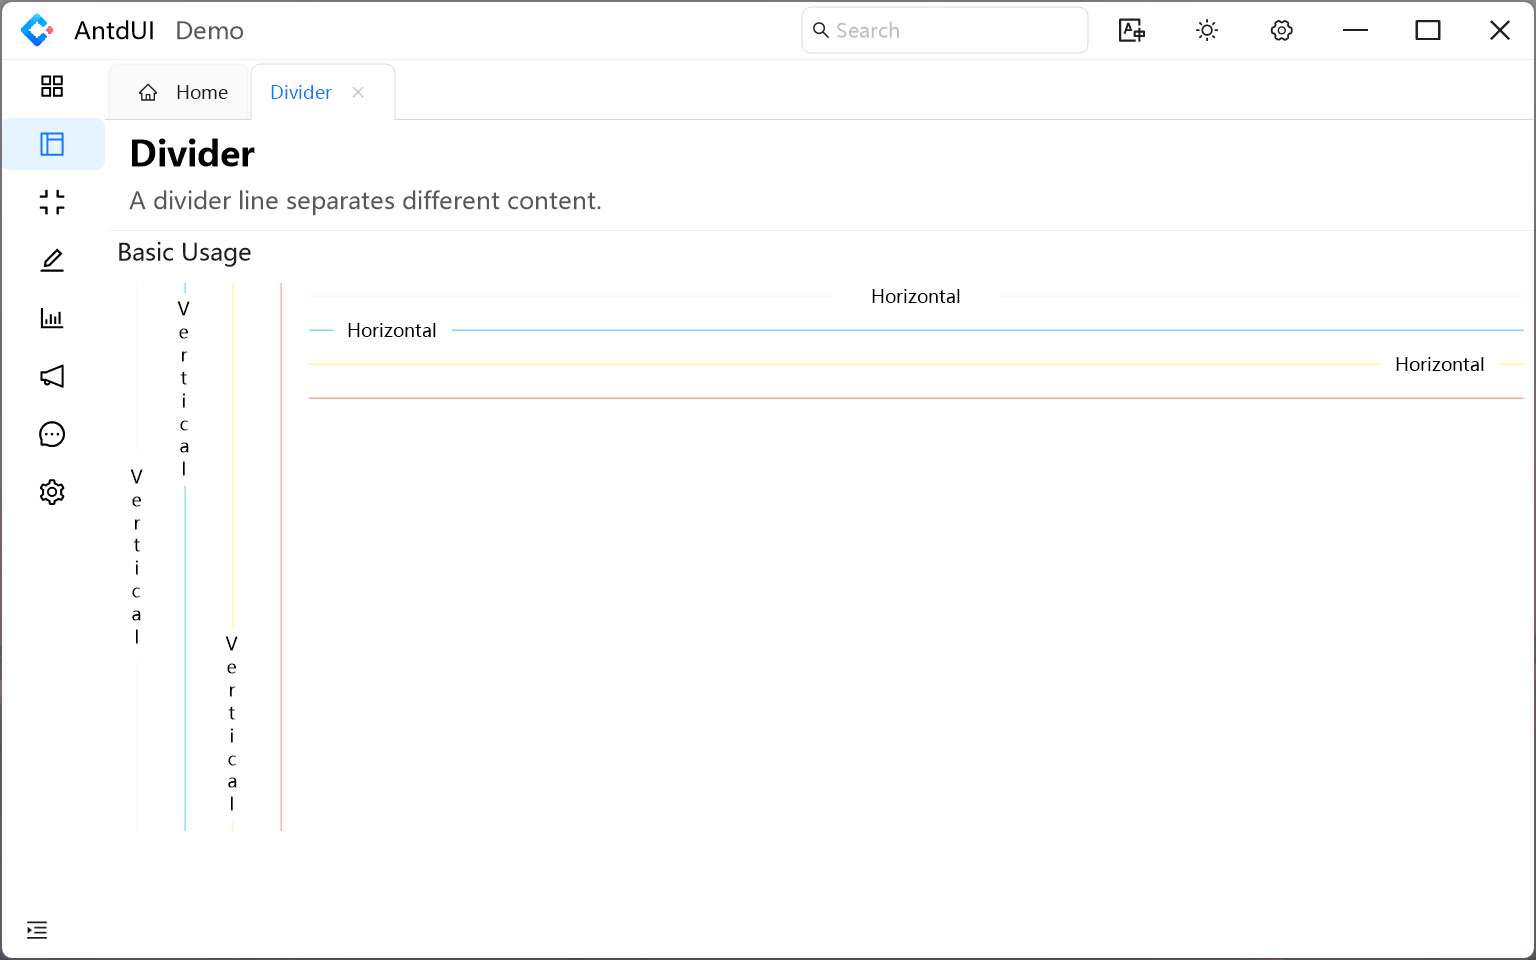 AntdUI Demo
Search
Home
Divider
Divider
A divider line separates different content.
Basic Usage
Vertical
Vertical
Vertical
Horizontal
Horizontal
Horizontal